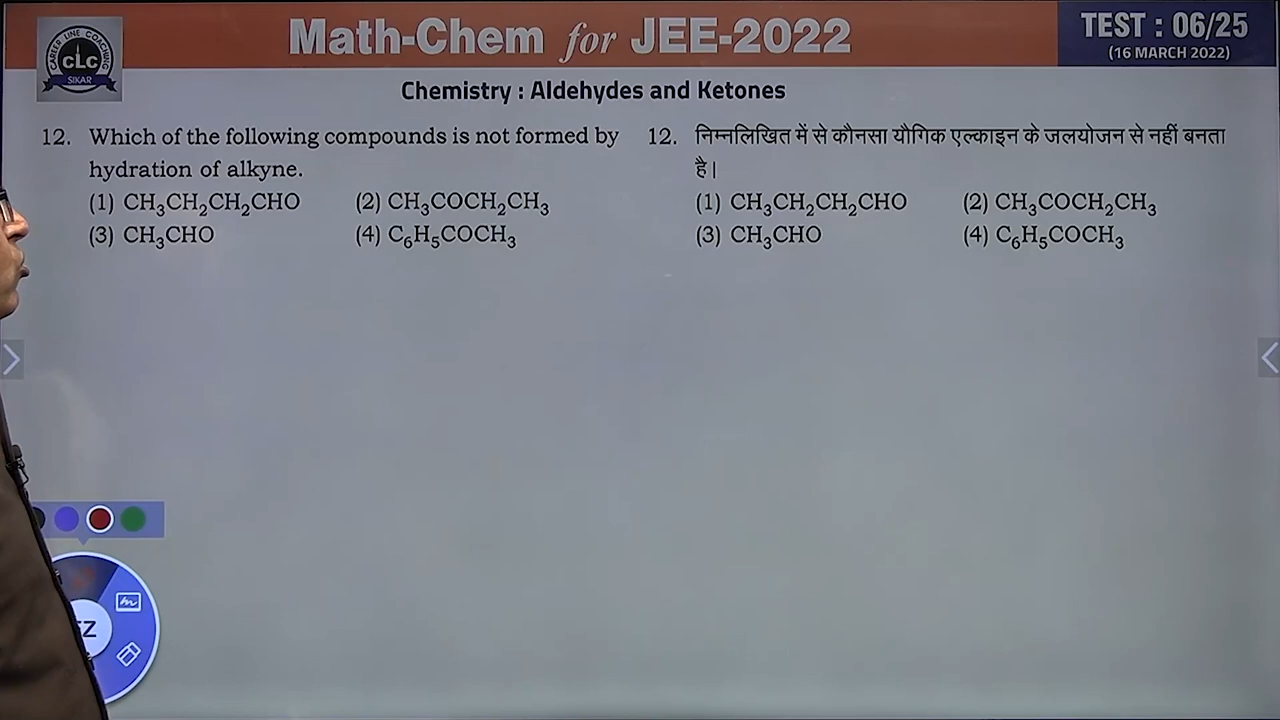 Math-Chem for JEE-2022
TEST : 06/25
(16 MARCH 2022)
CAREER LINE COACHING
CLC
SIKAR
Chemistry : Aldehydes and Ketones
12. Which of the following compounds is not formed by
hydration of alkyne.
(1) CH₃CH₂CH₂CHO (2) CH₃COCH₂CH₃
(3) CH₃CHO (4) C₆H₅COCH₃
12. निम्नलिखित में से कौनसा यौगिक एल्काइन के जलयोजन से नहीं बनता
है।
(1) CH₃CH₂CH₂CHO (2) CH₃COCH₂CH₃
(3) CH₃CHO (4) C₆H₅COCH₃